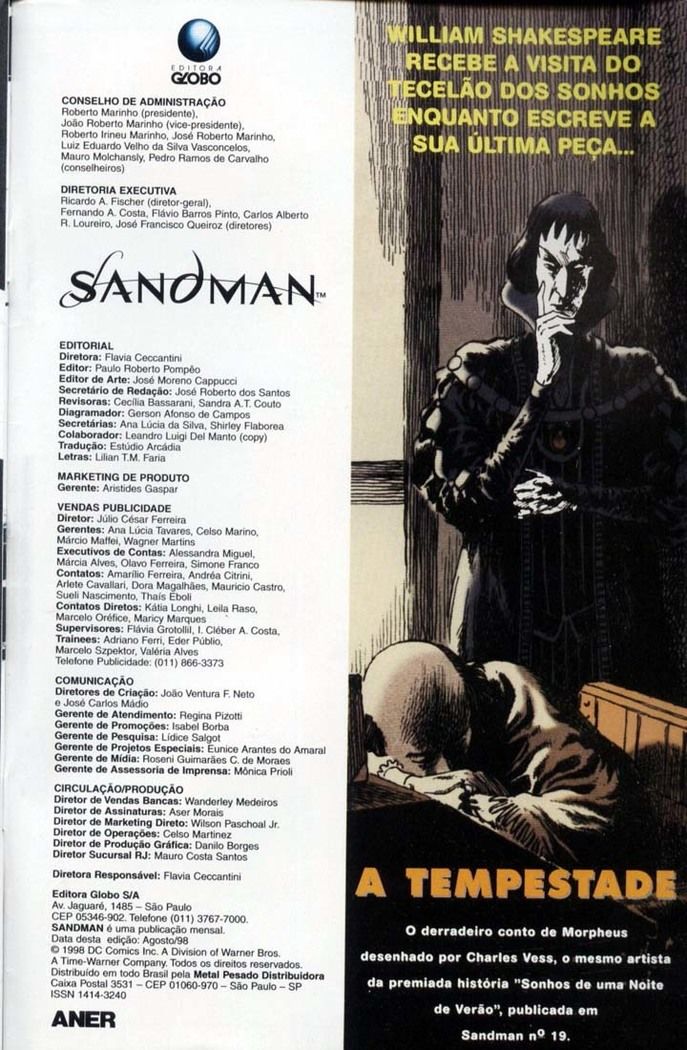 EDITORA
GLOBO
CONSELHO DE ADMINISTRAÇÃO
Roberto Marinho (presidente),
João Roberto Marinho (vice-presidente),
Roberto Irineu Marinho, José Roberto Marinho,
Luiz Eduardo Velho da Silva Vasconcelos,
Mauro Molchansly, Pedro Ramos de Carvalho
(conselheiros)
DIRETORIA EXECUTIVA
Ricardo A. Fischer (diretor-geral),
Fernando A. Costa, Flávio Barros Pinto, Carlos Alberto
R. Loureiro, José Francisco Queiroz (diretores)
SANDMAN™
EDITORIAL
Diretora: Flavia Ceccantini
Editor: Paulo Roberto Pompêo
Editor de Arte: José Moreno Cappucci
Secretário de Redação: José Roberto dos Santos
Revisoras: Cecília Bassarani, Sandra A.T. Couto
Diagramador: Gerson Afonso de Campos
Secretárias: Ana Lúcia da Silva, Shirley Flaborea
Colaborador: Leandro Luigi Del Manto (copy)
Tradução: Estúdio Arcádia
Letras: Lilian T.M. Faria
MARKETING DE PRODUTO
Gerente: Aristides Gaspar
VENDAS PUBLICIDADE
Diretor: Júlio César Ferreira
Gerentes: Ana Lúcia Tavares, Celso Marino,
Márcio Maffei, Wagner Martins
Executivos de Contas: Alessandra Miguel,
Márcia Alves, Olavo Ferreira, Simone Franco
Contatos: Amarílio Ferreira, Andréa Citrini,
Arlete Cavallari, Dora Magalhães, Mauricio Castro,
Sueli Nascimento, Thaís Eboli
Contatos Diretos: Kátia Longhi, Leila Raso,
Marcelo Oréfice, Maricy Marques
Supervisores: Flávia Grotollil, I. Cléber A. Costa,
Trainees: Adriano Ferri, Eder Públio,
Marcelo Szpektor, Valéria Alves
Telefone Publicidade: (011) 866-3373
COMUNICAÇÃO
Diretores de Criação: João Ventura F. Neto
e José Carlos Mádio
Gerente de Atendimento: Regina Pizotti
Gerente de Promoções: Isabel Borba
Gerente de Pesquisa: Lídice Salgot
Gerente de Projetos Especiais: Eunice Arantes do Amaral
Gerente de Mídia: Roseni Guimarães C. de Moraes
Gerente de Assessoria de Imprensa: Mônica Prioli
CIRCULAÇÃO/PRODUÇÃO
Diretor de Vendas Bancas: Wanderley Medeiros
Diretor de Assinaturas: Aser Morais
Diretor de Marketing Direto: Wilson Paschoal Jr.
Diretor de Operações: Celso Martinez
Diretor de Produção Gráfica: Danilo Borges
Diretor Sucursal RJ: Mauro Costa Santos
Diretora Responsável: Flavia Ceccantini
Editora Globo S/A
Av. Jaguaré, 1485 – São Paulo
CEP 05346-902. Telefone (011) 3767-7000.
SANDMAN é uma publicação mensal.
Data desta edição: Agosto/98
© 1998 DC Comics Inc. A Division of Warner Bros.
A Time-Warner Company. Todos os direitos reservados.
Distribuído em todo Brasil pela Metal Pesado Distribuidora
Caixa Postal 3531 – CEP 01060-970 – São Paulo – SP
ISSN 1414-3240
ANER
WILLIAM SHAKESPEARE
RECEBE A VISITA DO
TECELÃO DOS SONHOS
ENQUANTO ESCREVE A
SUA ÚLTIMA PEÇA...
A TEMPESTADE
O derradeiro conto de Morpheus
desenhado por Charles Vess, o mesmo artista
da premiada história "Sonhos de uma Noite
de Verão", publicada em
Sandman nº 19.